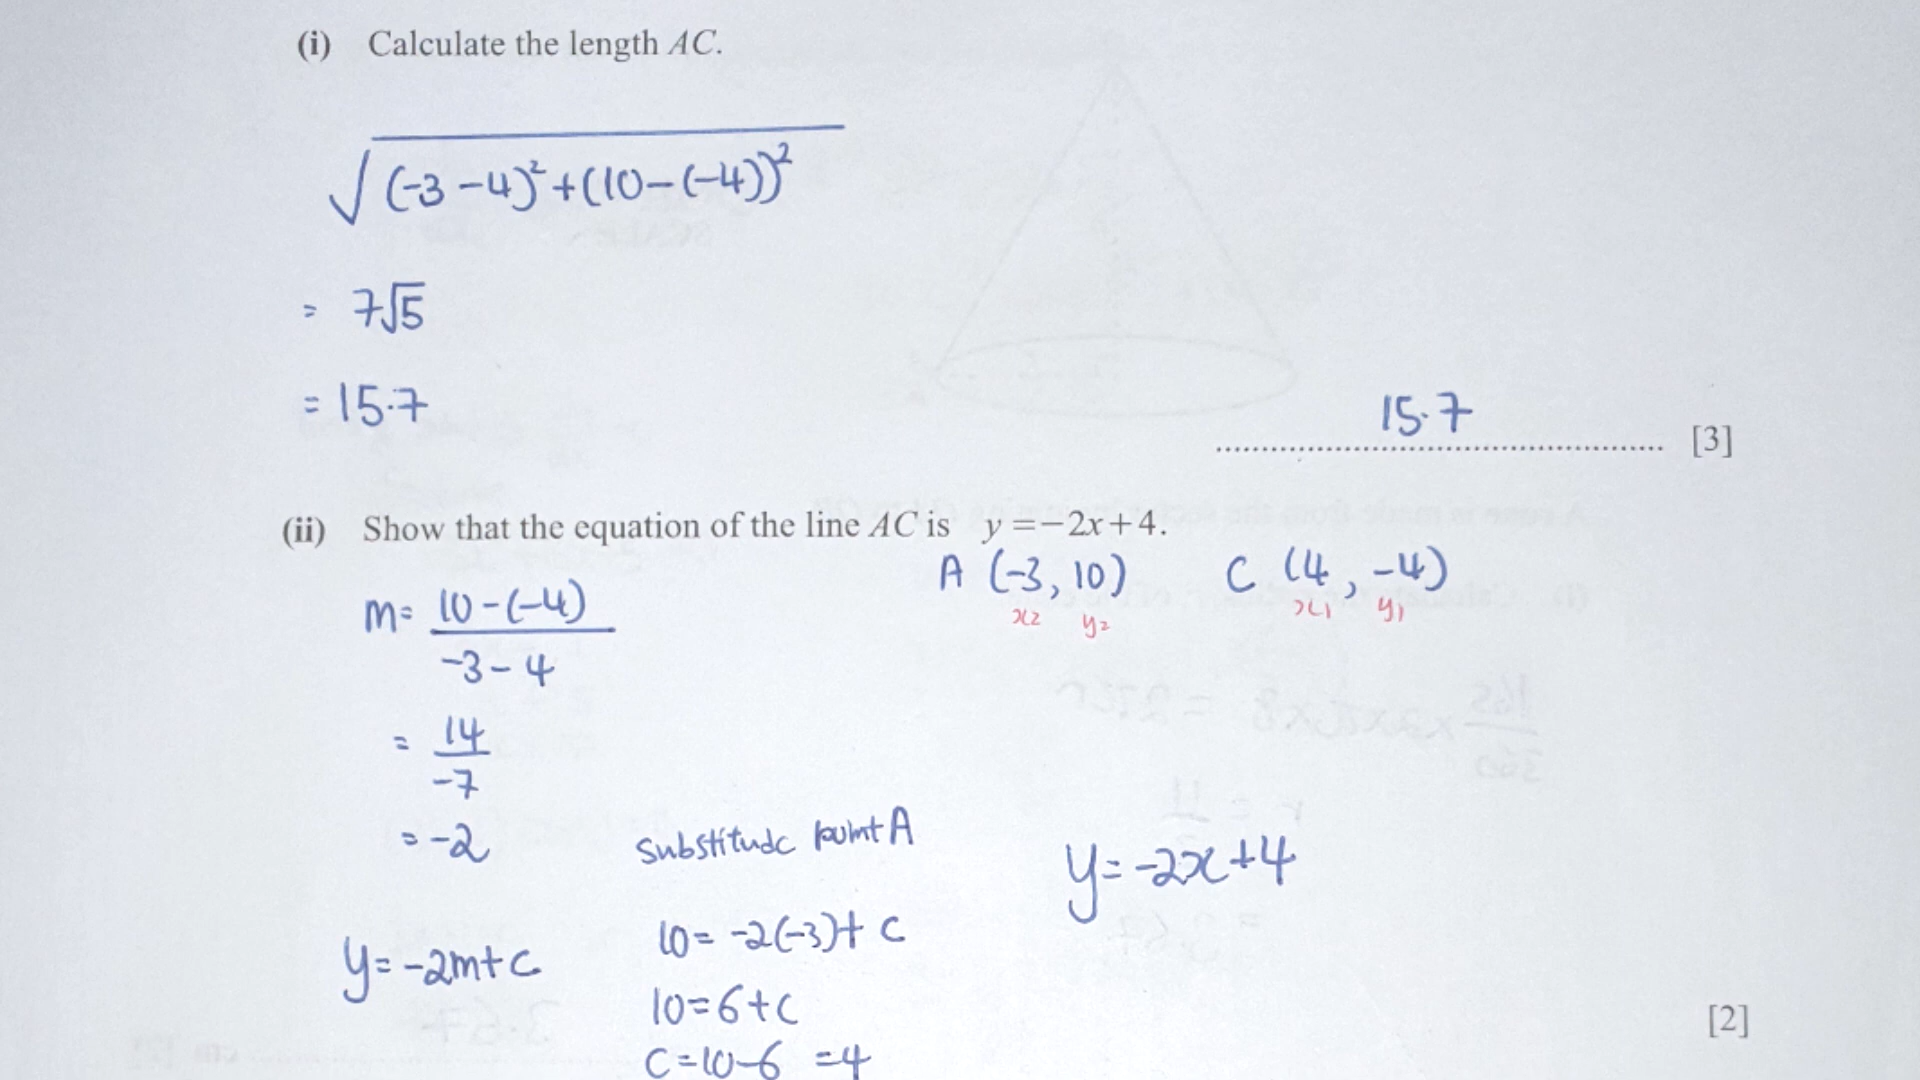 (i) Calculate the length AC.
√((-3-4)²+(10-(-4))²
= 7√5
= 15.7
15.7
[3]
(ii) Show that the equation of the line AC is y = −2x + 4.
A (-3, 10) C (4, -4)
x2 y2 x1 y1
m= 10-(-4)
-3-4
= 14
-7
= -2
substitude point A
y= -2x+4
10= -2(-3)+ c
y= -2m+c
10=6+c
[2]
c=10-6 =4